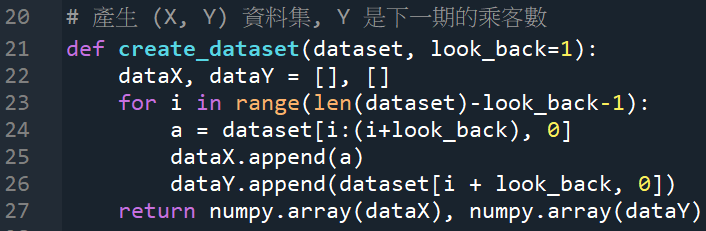 20 # 產生 (X, Y) 資料集, Y 是下一期的乘客數
21 def create_dataset(dataset, look_back=1):
22     dataX, dataY = [], []
23     for i in range(len(dataset)-look_back-1):
24         a = dataset[i:(i+look_back), 0]
25         dataX.append(a)
26         dataY.append(dataset[i + look_back, 0])
27     return numpy.array(dataX), numpy.array(dataY)